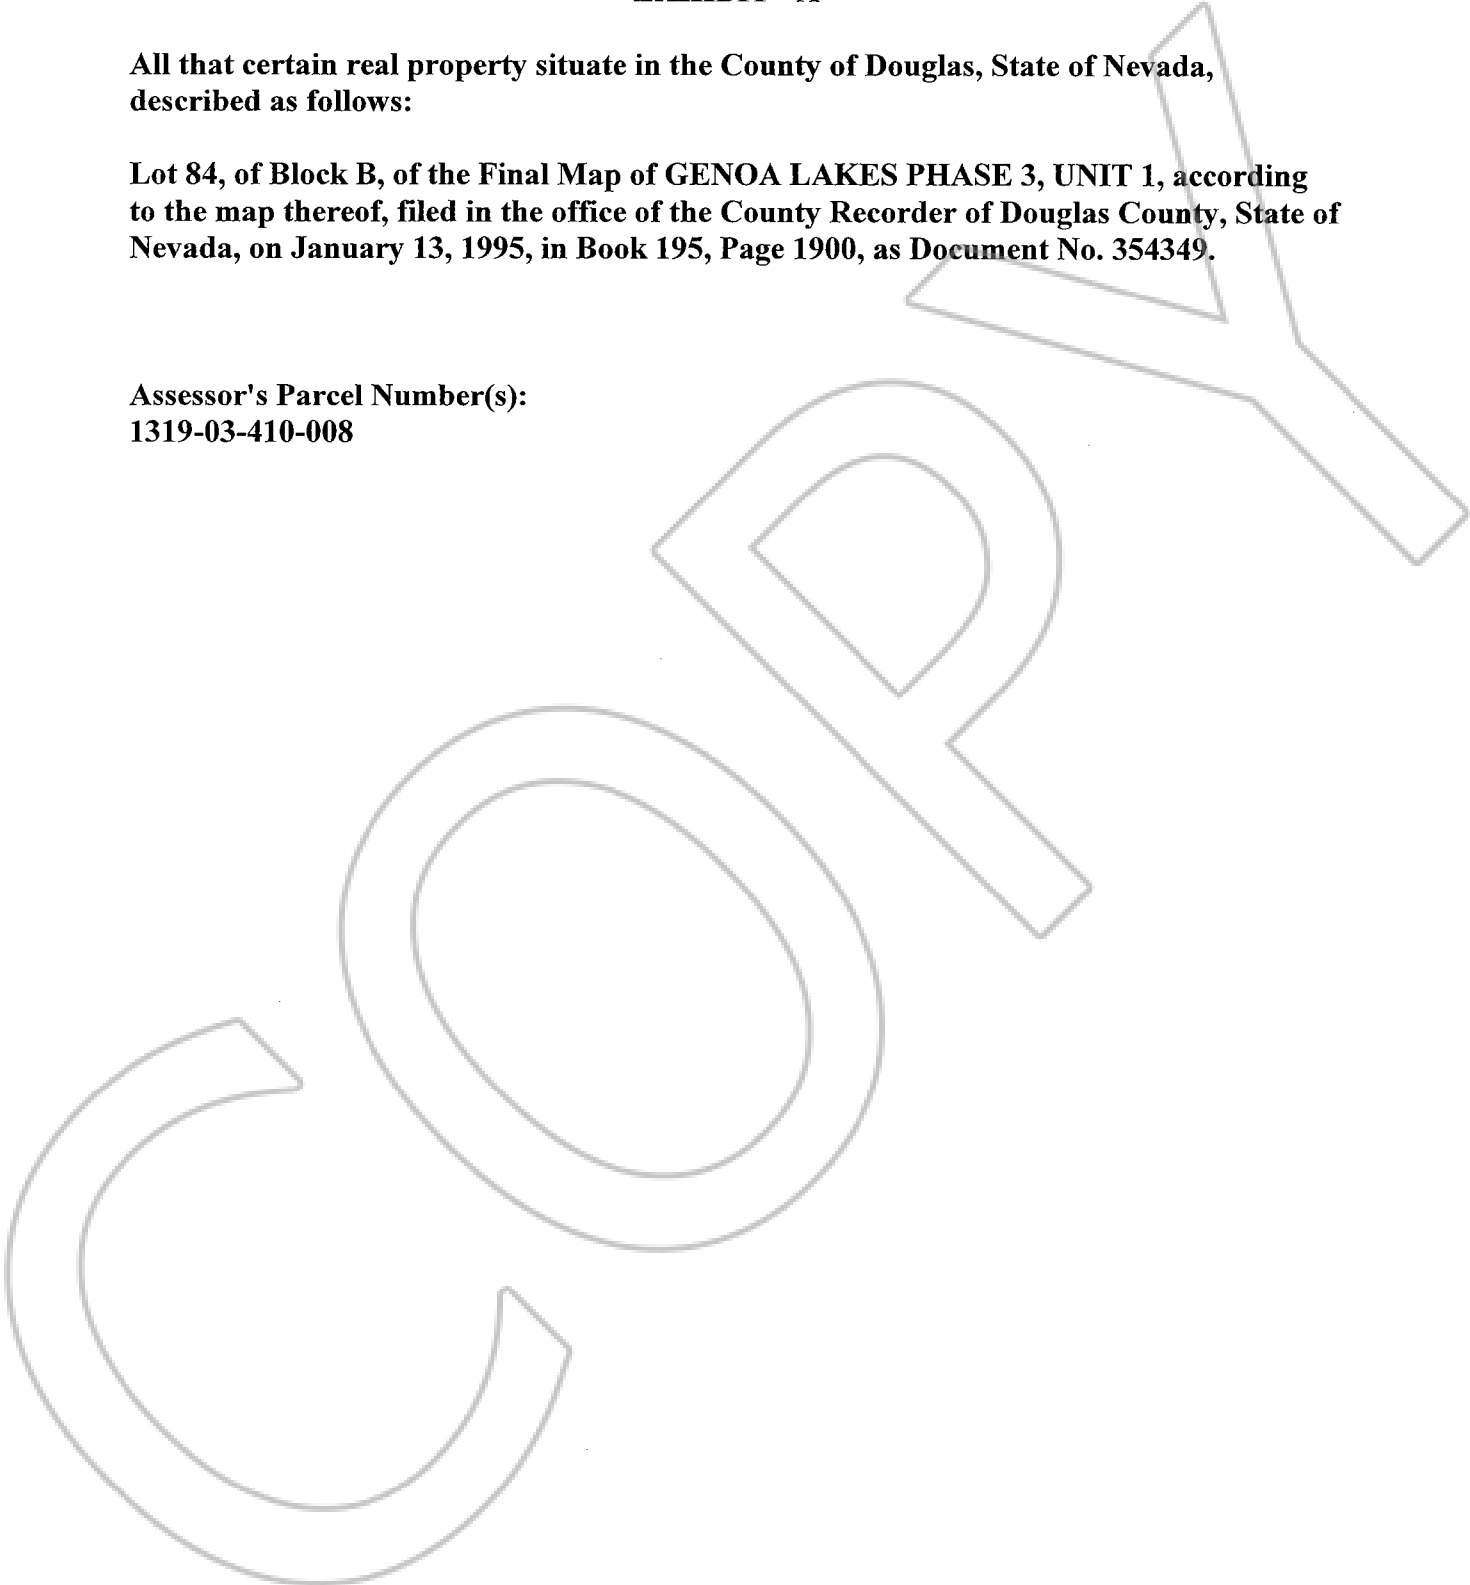 All that certain real property situate in the County of Douglas, State of Nevada,
described as follows:
Lot 84, of Block B, of the Final Map of GENOA LAKES PHASE 3, UNIT 1, according
to the map thereof, filed in the office of the County Recorder of Douglas County, State of
Nevada, on January 13, 1995, in Book 195, Page 1900, as Document No. 354349.
Assessor's Parcel Number(s):
1319-03-410-008
COPY